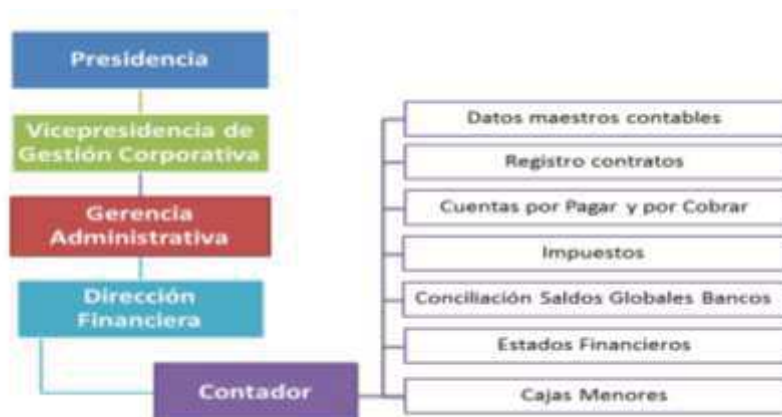 Presidencia
Vicepresidencia de
Gestión Corporativa
Gerencia
Administrativa
Dirección
Financiera
Contador
Datos maestros contables
Registro contratos
Cuentas por Pagar y por Cobrar
Impuestos
Conciliación Saldos Globales Bancos
Estados Financieros
Cajas Menores